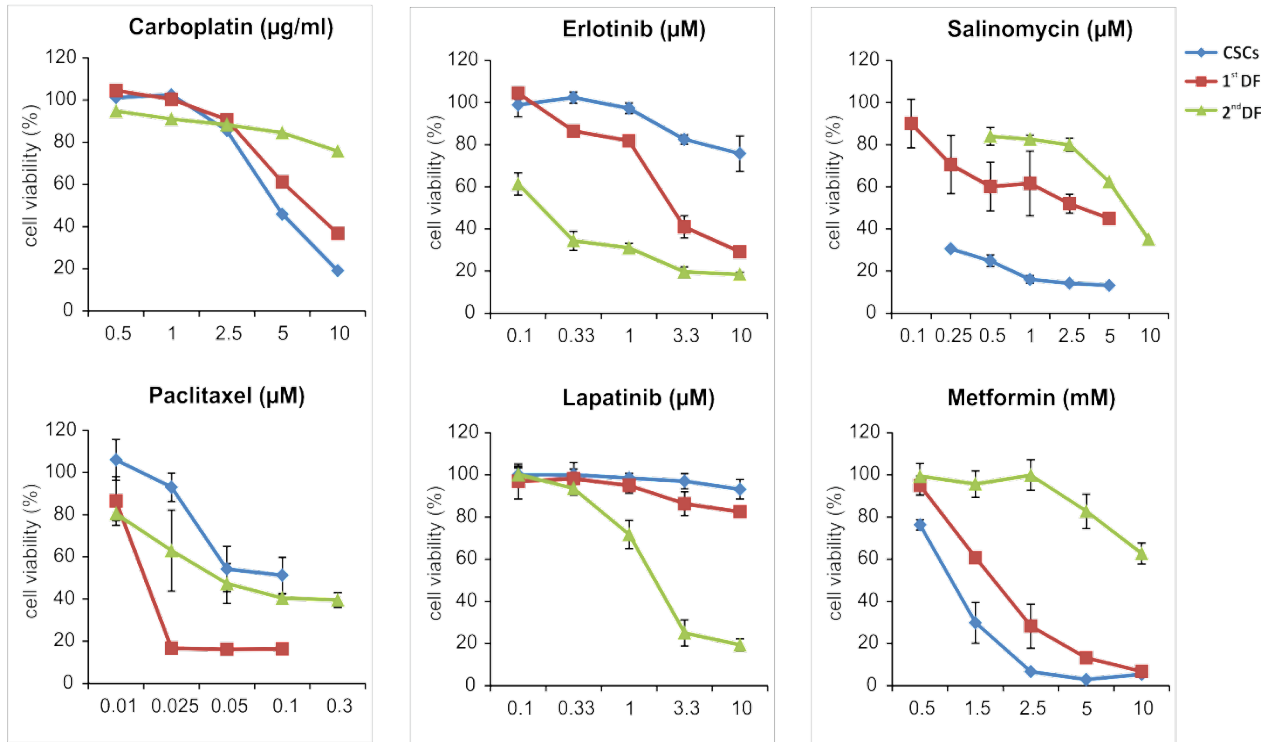 Carboplatin (µg/ml)
cell viability (%)
120
100
80
60
40
20
0
0.5 1 2.5 5 10
Erlotinib (µM)
cell viability (%)
120
100
80
60
40
20
0
0.1 0.33 1 3.3 10
Salinomycin (µM)
cell viability (%)
120
100
80
60
40
20
0
0.1 0.25 0.5 1 2.5 5 10
CSCs
1st DF
2nd DF
Paclitaxel (µM)
cell viability (%)
120
100
80
60
40
20
0
0.01 0.025 0.05 0.1 0.3
Lapatinib (µM)
cell viability (%)
120
100
80
60
40
20
0
0.1 0.33 1 3.3 10
Metformin (mM)
cell viability (%)
120
100
80
60
40
20
0
0.5 1.5 2.5 5 10